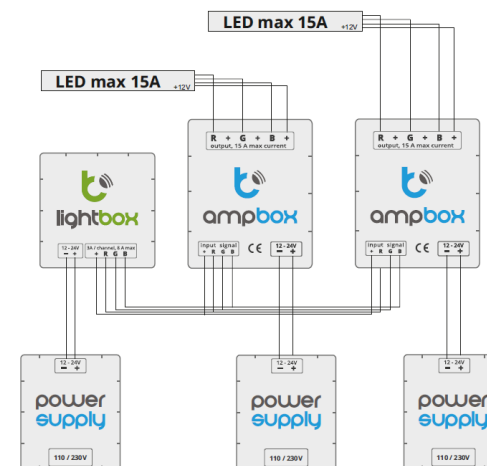 LED max 15A +12V
LED max 15A +12V
R + G + B +
output, 15 A max current
ampbox
input signal
+ R G B
CE
12 - 24V
− +
R + G + B +
output, 15 A max current
ampbox
input signal
+ R G B
CE
12 - 24V
− +
lightbox
12 - 24V
− +
3A / channel, 8 A max
+ R G B
12 - 24V
− +
power
supply
110 / 230V
12 - 24V
− +
power
supply
110 / 230V
12 - 24V
− +
power
supply
110 / 230V